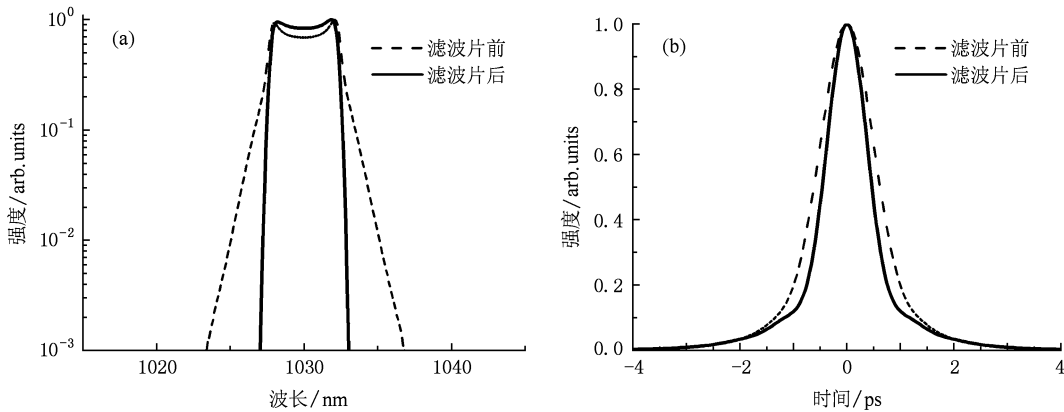 (a)
滤波片前
滤波片后
10^0
10^-1
10^-2
10^-3
强度/arb.units
1020
1030
1040
波长/nm
(b)
滤波片前
滤波片后
1.0
0.8
0.6
0.4
0.2
0.0
强度/arb.units
-4
-2
0
2
4
时间/ps